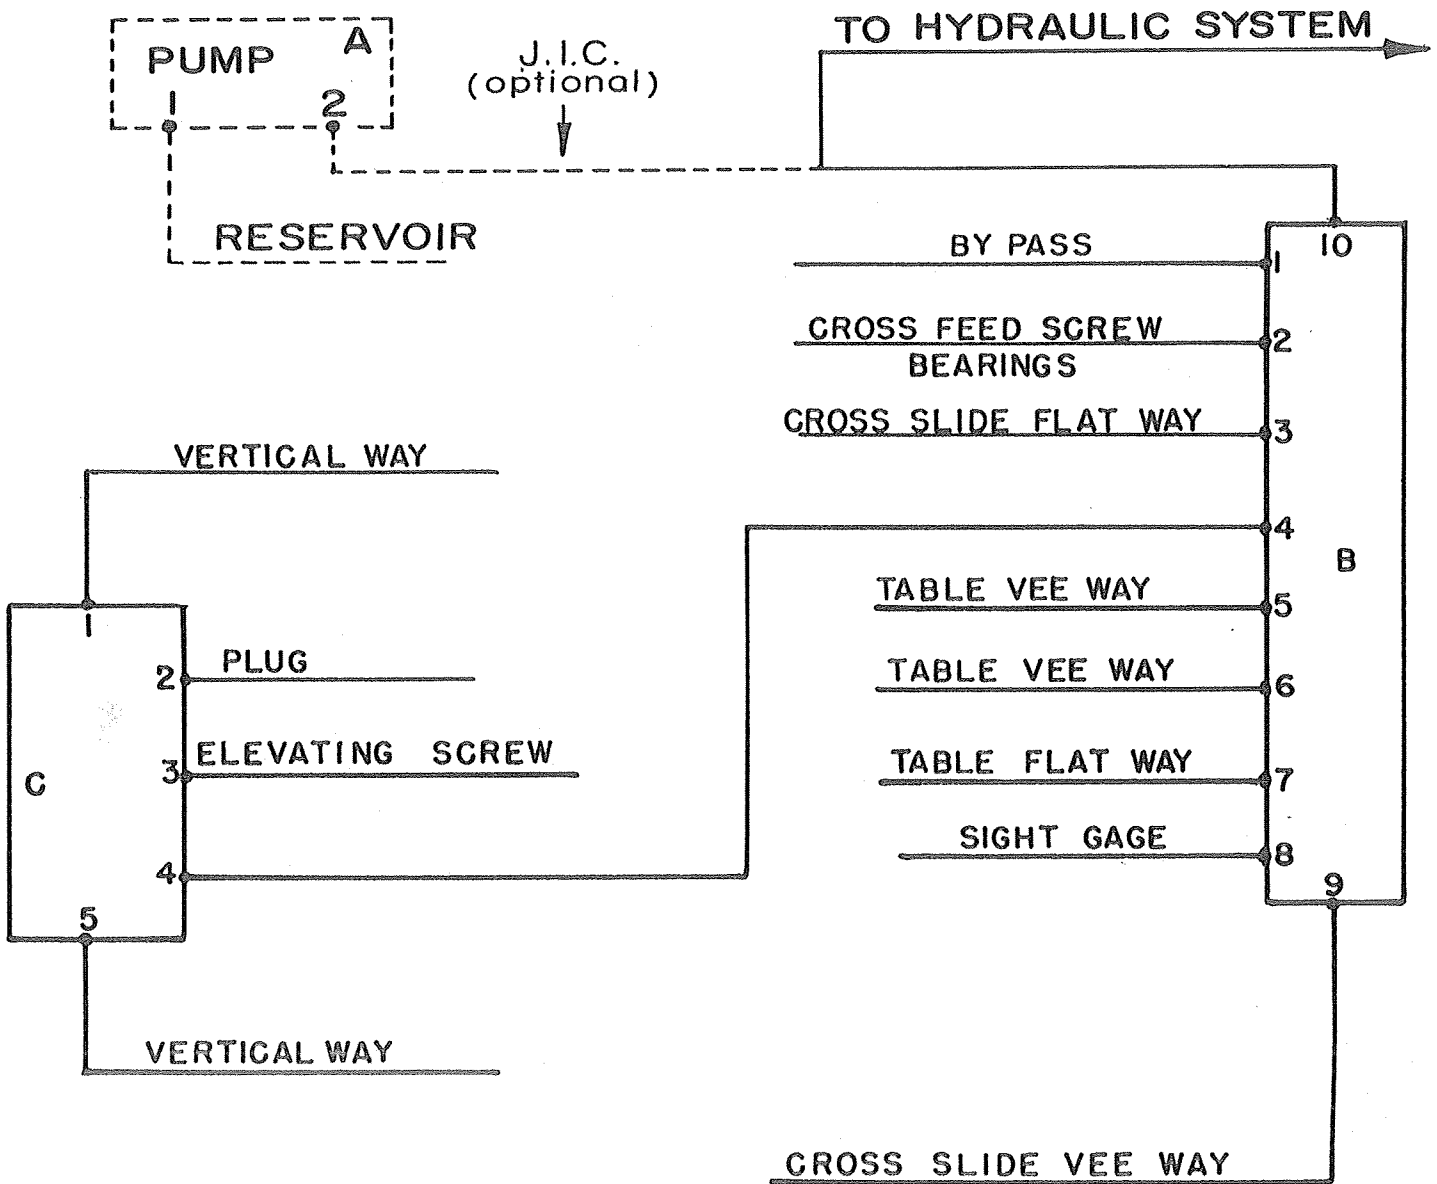 TO HYDRAULIC SYSTEM
PUMP
A
1
2
J.I.C.
(optional)
RESERVOIR
10
BY PASS
1
CROSS FEED SCREW
BEARINGS
2
CROSS SLIDE FLAT WAY
3
4
B
TABLE VEE WAY
5
TABLE VEE WAY
6
TABLE FLAT WAY
7
SIGHT GAGE
8
9
CROSS SLIDE VEE WAY
VERTICAL WAY
1
2
PLUG
3
ELEVATING SCREW
C
4
5
VERTICAL WAY